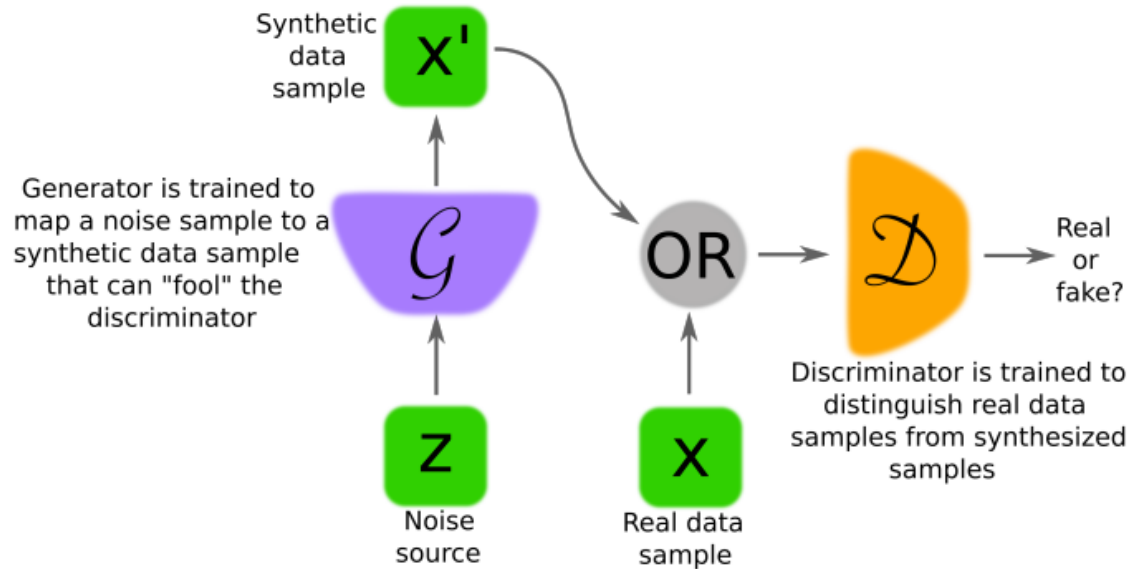 Synthetic
data
sample
x'
Generator is trained to
map a noise sample to a
synthetic data sample
that can "fool" the
discriminator
G
z
Noise
source
OR
x
Real data
sample
D
Real
or
fake?
Discriminator is trained to
distinguish real data
samples from synthesized
samples